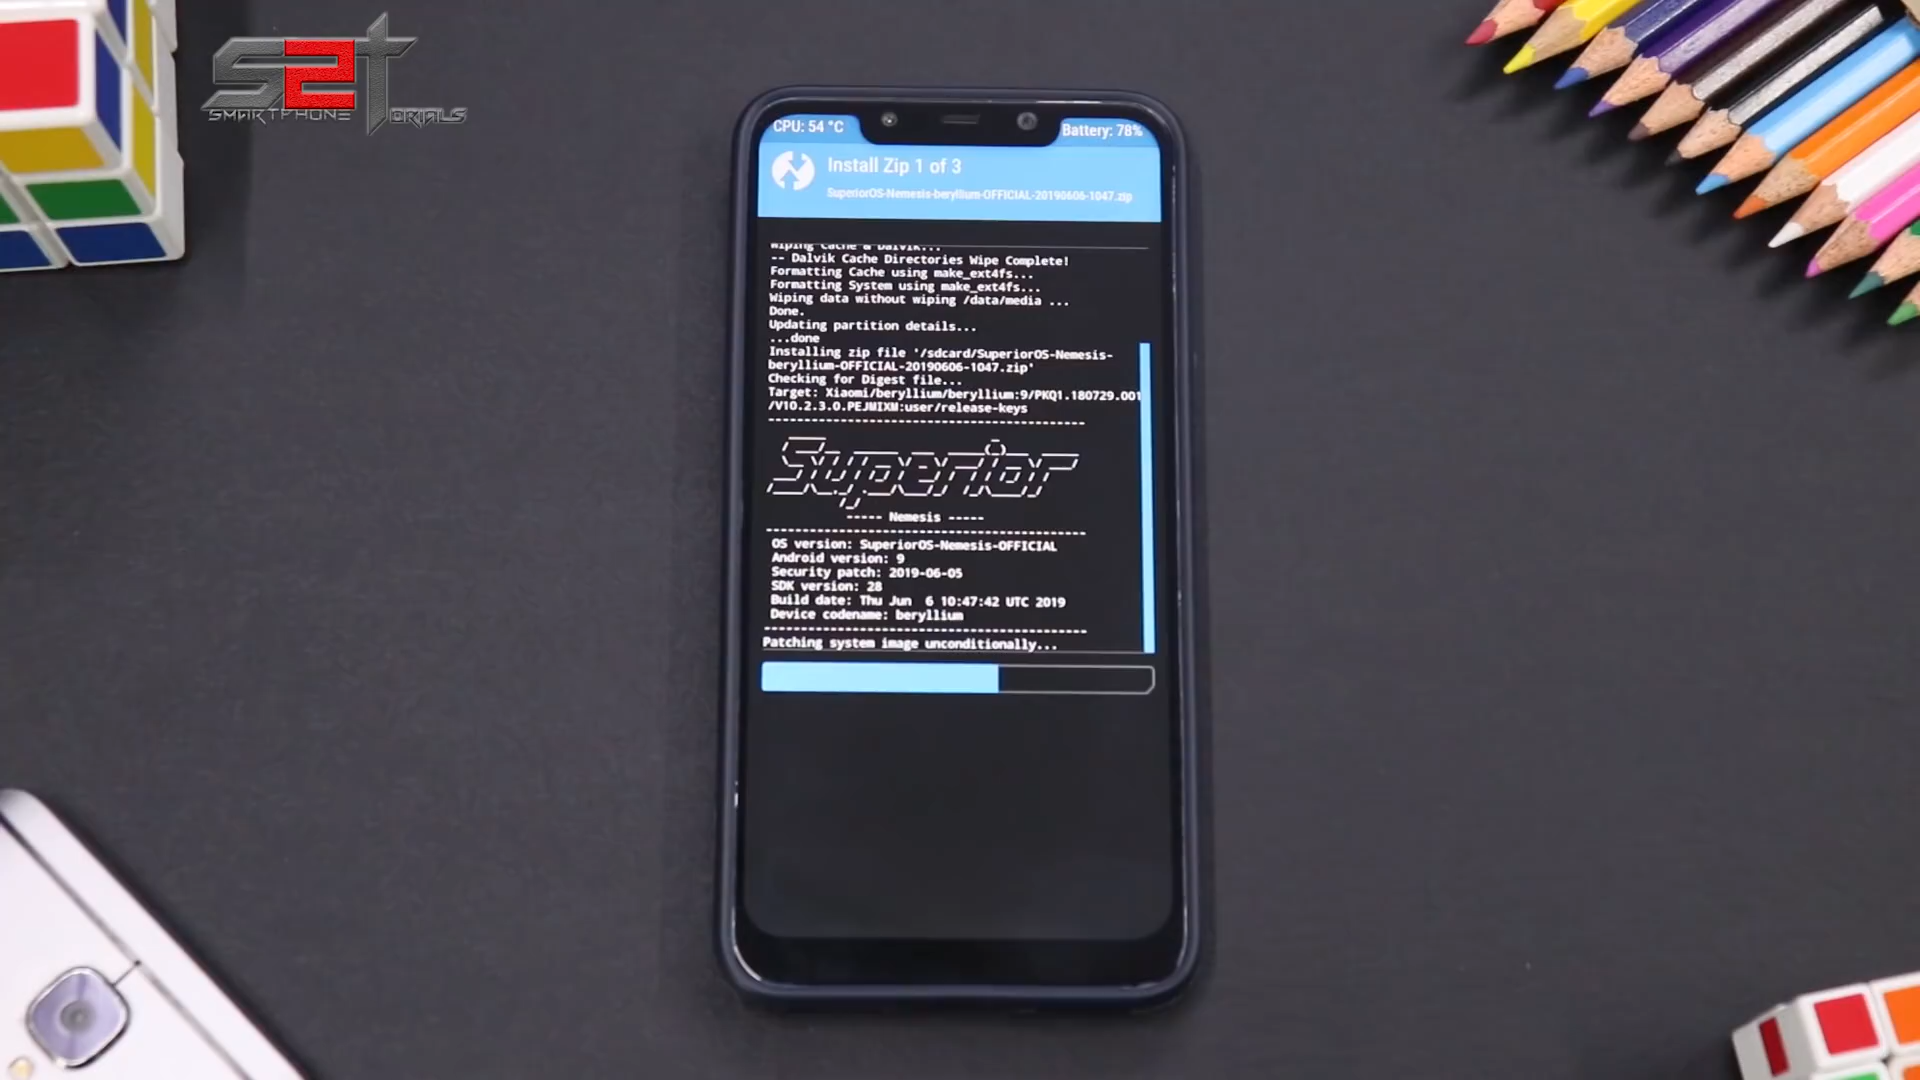 S2T
SMARTPHONE TORIALS
CPU: 54 °C
Battery: 78%
Install Zip 1 of 3
SuperiorOS-Nemesis-beryllium-OFFICIAL-20190606-1047.zip
Wiping Cache & Dalvik...
-- Dalvik Cache Directories Wipe Complete!
Formatting Cache using make_ext4fs...
Formatting System using make_ext4fs...
Wiping data without wiping /data/media ...
Done.
Updating partition details...
...done
Installing zip file '/sdcard/SuperiorOS-Nemesis-
beryllium-OFFICIAL-20190606-1047.zip'
Checking for Digest file...
Target: Xiaomi/beryllium/beryllium:9/PKQ1.180729.001
/V10.2.3.0.PEJMIXM:user/release-keys
Superior
----- Nemesis -----
OS version: SuperiorOS-Nemesis-OFFICIAL
Android version: 9
Security patch: 2019-06-05
SDK version: 28
Build date: Thu Jun  6 10:47:42 UTC 2019
Device codename: beryllium
Patching system image unconditionally...